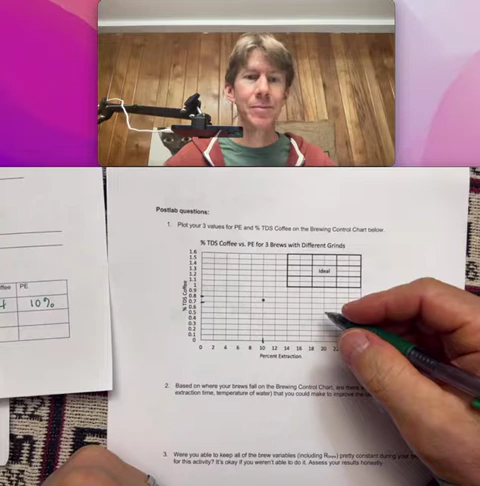 Postlab questions:
1. Plot your 3 values for PE and % TDS Coffee on the Brewing Control Chart below.
% TDS Coffee vs. PE for 3 Brews with Different Grinds
1.6
1.5
1.4
1.3
1.2
1.1
1
0.9
0.8
0.7
0.6
0.5
0.4
0.3
0.2
0.1
0
% TDS Coffee
Ideal
0 2 4 6 8 10 12 14 16 18 20
Percent Extraction
PE
10%
2. Based on where your brews fall on the Brewing Control Chart, are there
extraction time, temperature of water) that you could make to improve the
3. Were you able to keep all of the brew variables (including R) pretty constant during your
for this activity? It's okay if you weren't able to do it. Assess your results honestly.